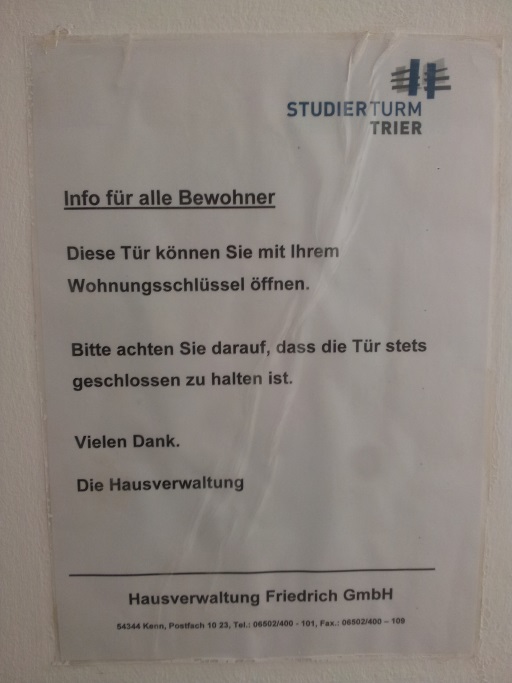 STUDIERTURM
TRIER
Info für alle Bewohner
Diese Tür können Sie mit Ihrem
Wohnungsschlüssel öffnen.
Bitte achten Sie darauf, dass die Tür stets
geschlossen zu halten ist.
Vielen Dank.
Die Hausverwaltung
Hausverwaltung Friedrich GmbH
54344 Kenn, Postfach 10 23, Tel.: 06502/400 - 101, Fax.: 06502/400 – 109